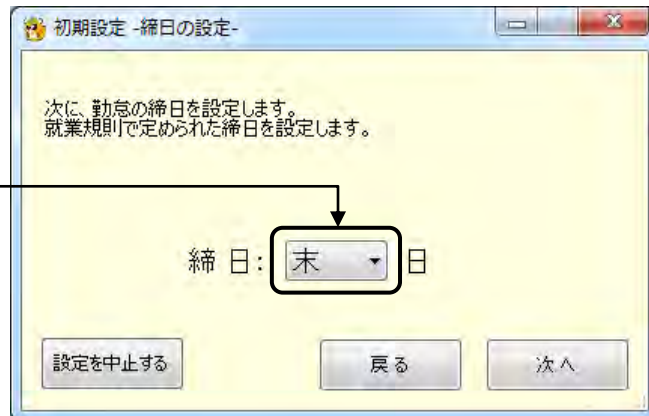 初期設定 -締日の設定-
次に、勤怠の締日を設定します。
就業規則で定められた締日を設定します。
締 日： 末 日
設定を中止する 戻る 次へ